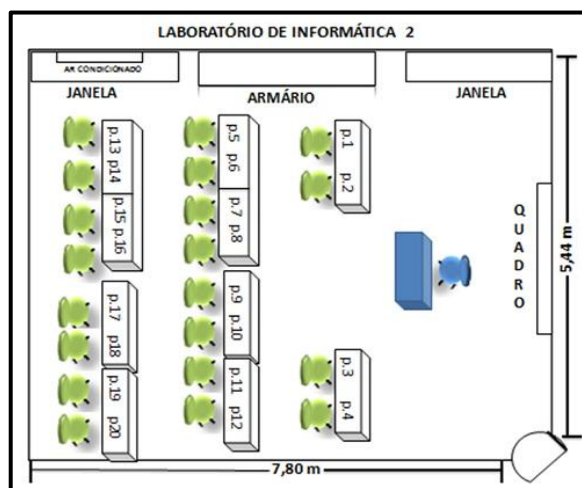 LABORATÓRIO DE INFORMÁTICA 2
AR CONDICIONADO
JANELA
ARMÁRIO
JANELA
p.13
p14
p.15
p.16
p.17
p18
p.19
p20
p.5
p.6
p.7
p.8
p.9
p.10
p.11
p12
p.1
p.2
p.3
p.4
QUADRO
5,44 m
7,80 m